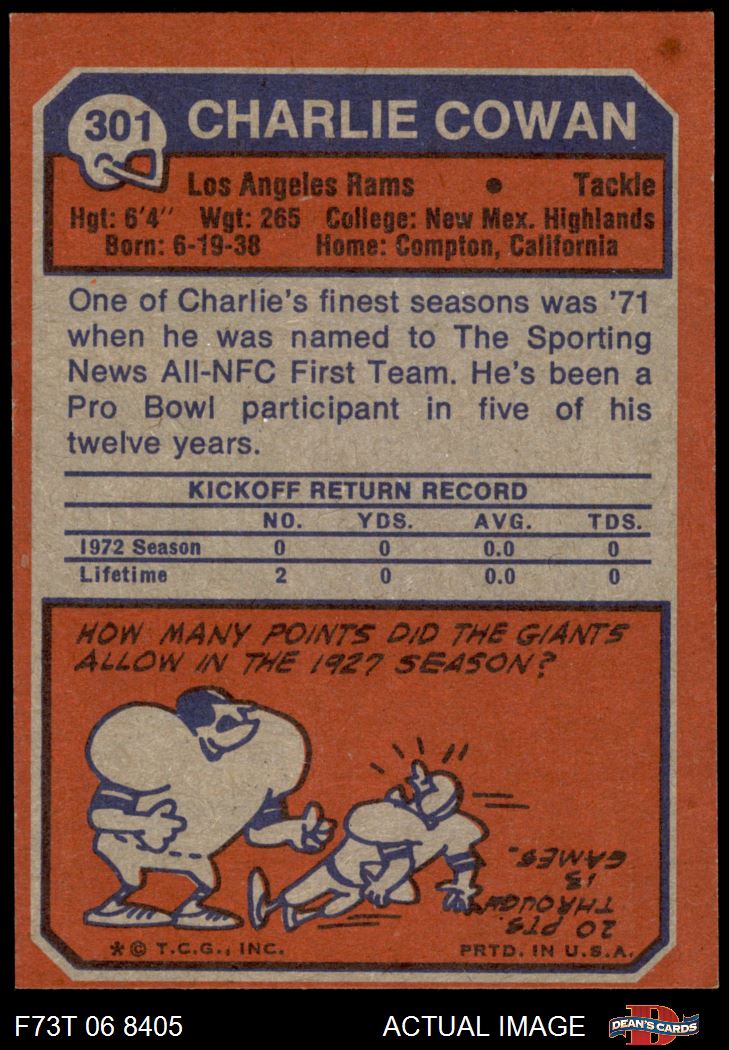 301 CHARLIE COWAN
Los Angeles Rams • Tackle
Hgt: 6'4" Wgt: 265 College: New Mex. Highlands
Born: 6-19-38 Home: Compton, California
One of Charlie's finest seasons was '71
when he was named to The Sporting
News All-NFC First Team. He's been a
Pro Bowl participant in five of his
twelve years.
KICKOFF RETURN RECORD
NO. YDS. AVG. TDS.
1972 Season 0 0 0.0 0
Lifetime 2 0 0.0 0
HOW MANY POINTS DID THE GIANTS
ALLOW IN THE 1927 SEASON?
20 PTS.
THROUGH
13
GAMES.
* © T.C.G., INC. PRTD. IN U.S.A.
F73T 06 8405 ACTUAL IMAGE D DEAN'S CARDS